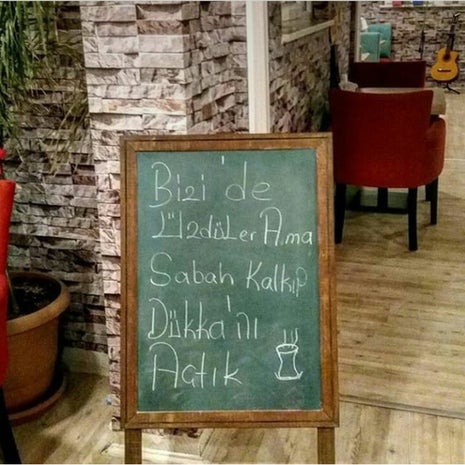 Bizi'de
Üzdüler Ama
Sabah Kalkıp
Dükka'nı
Açtık